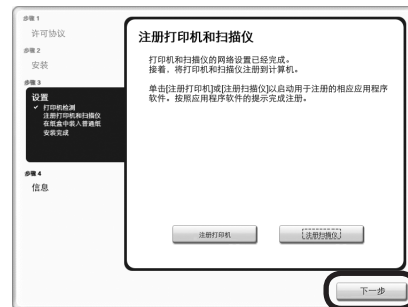 步骤 1
许可协议
步骤 2
安装
步骤 3
设置
✓ 打印机检测
注册打印机和扫描仪
在纸盒中装入普通纸
安装完成
步骤 4
信息
注册打印机和扫描仪
打印机和扫描仪的网络设置已经完成。
接着，将打印机和扫描仪注册到计算机。
单击[注册打印机]或[注册扫描仪]以启动用于注册的相应应用程序
软件。按照应用程序软件的提示完成注册。
注册打印机
注册扫描仪
下一步